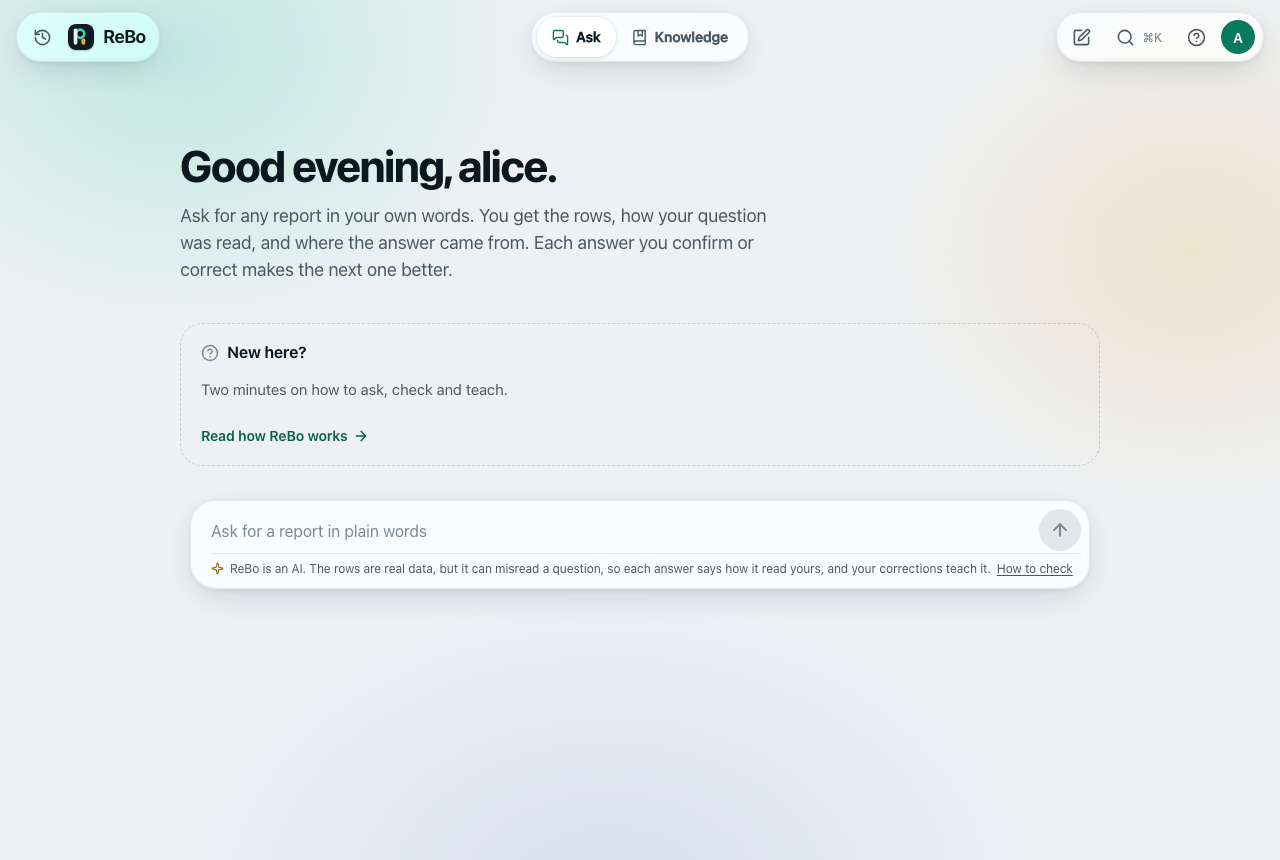 ReBo
Ask
Knowledge
⌘K
A
Good evening, alice.
Ask for any report in your own words. You get the rows, how your question
was read, and where the answer came from. Each answer you confirm or
correct makes the next one better.
New here?
Two minutes on how to ask, check and teach.
Read how ReBo works →
Ask for a report in plain words
ReBo is an AI. The rows are real data, but it can misread a question, so each answer says how it read yours, and your corrections teach it. How to check